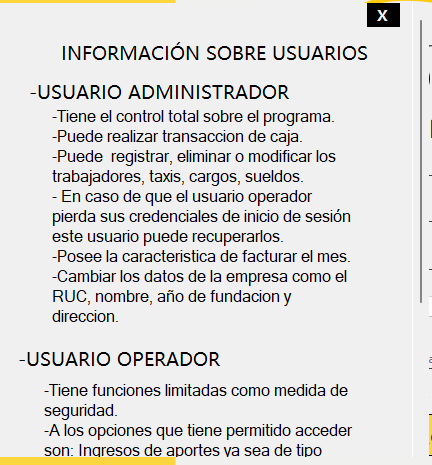 X
INFORMACIÓN SOBRE USUARIOS
-USUARIO ADMINISTRADOR
-Tiene el control total sobre el programa.
-Puede realizar transaccion de caja.
-Puede  registrar, eliminar o modificar los
trabajadores, taxis, cargos, sueldos.
- En caso de que el usuario operador
pierda sus credenciales de inicio de sesión
este usuario puede recuperarlos.
-Posee la caracteristica de facturar el mes.
-Cambiar los datos de la empresa como el
RUC, nombre, año de fundacion y
direccion.
-USUARIO OPERADOR
-Tiene funciones limitadas como medida de
seguridad.
-A los opciones que tiene permitido acceder
son: Ingresos de aportes ya sea de tipo